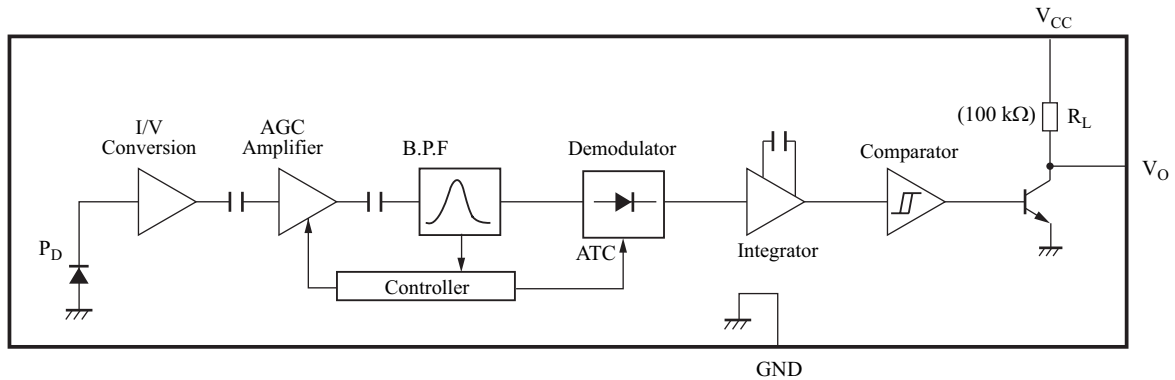 V_CC
I/V
Conversion
AGC
Amplifier
B.P.F
Demodulator
Comparator
(100 kΩ)
R_L
V_O
P_D
ATC
Integrator
Controller
GND